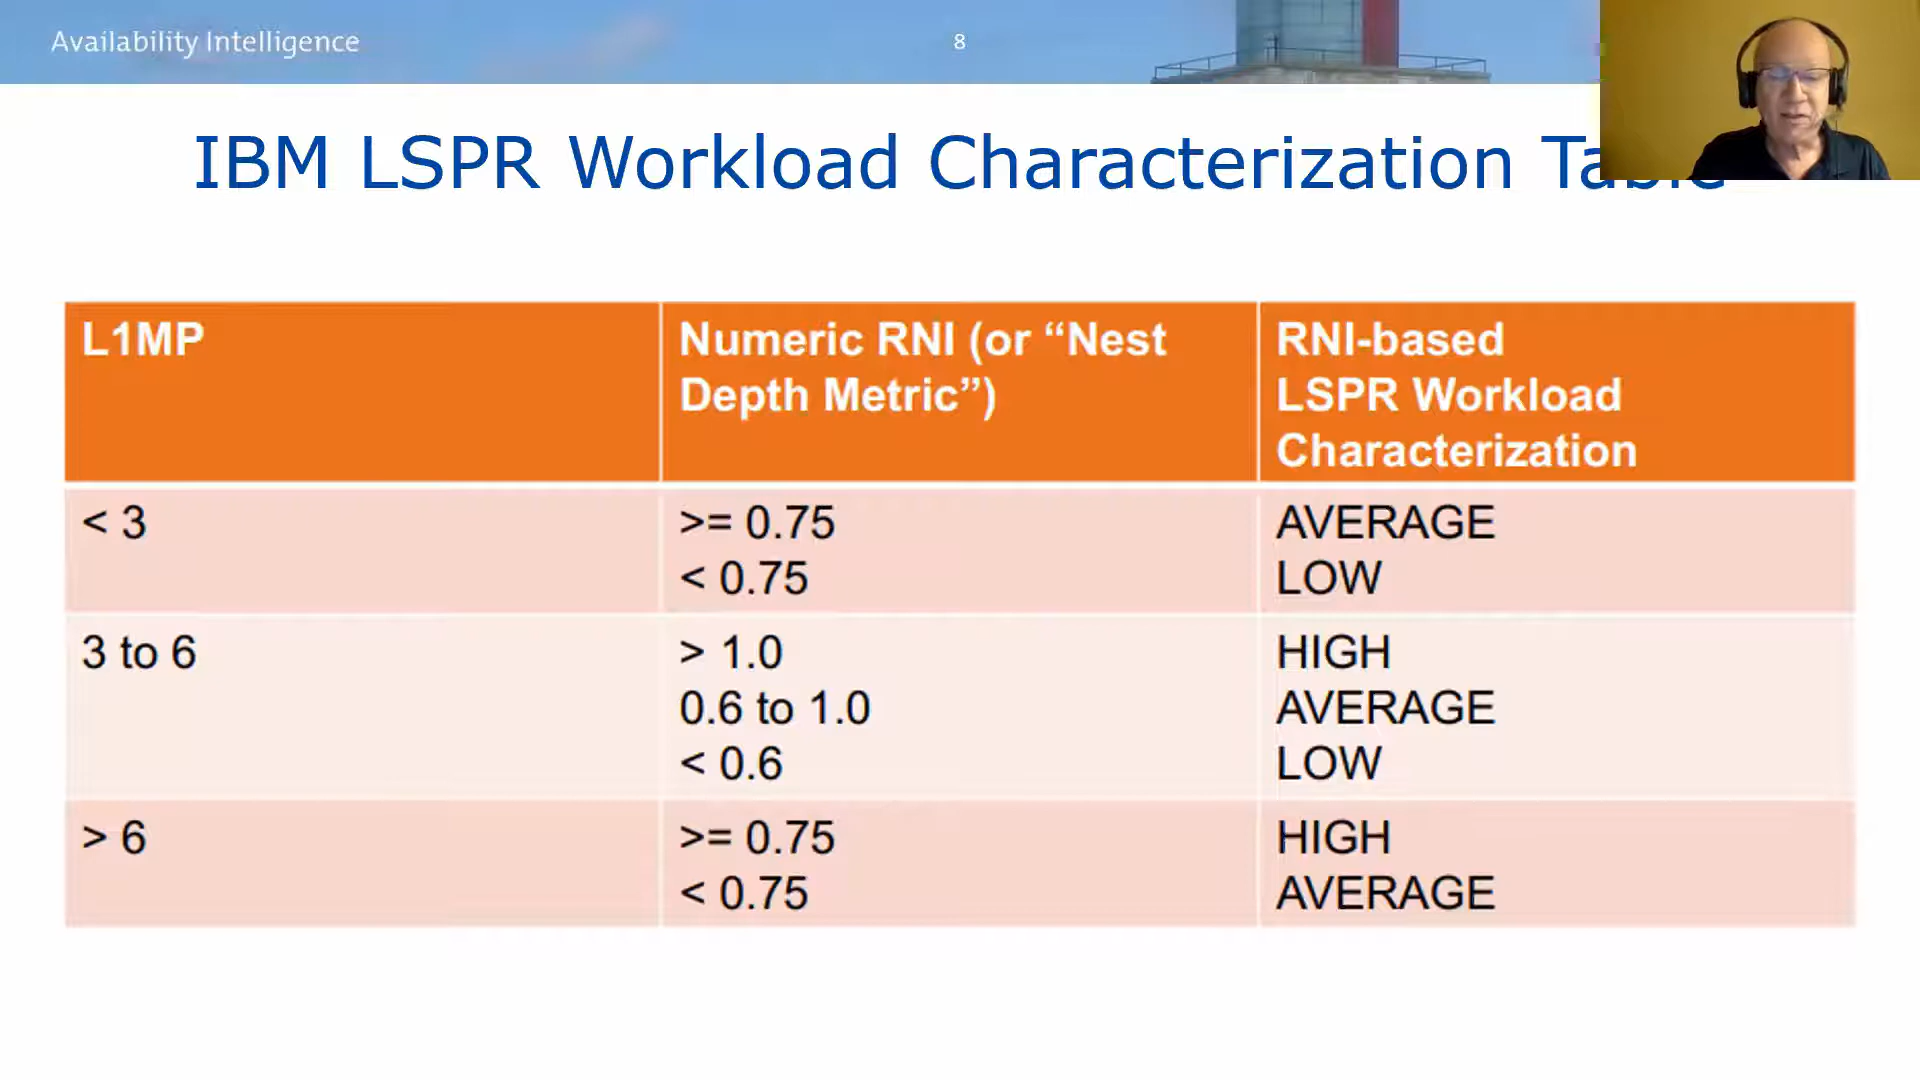 Availability Intelligence
8
IBM LSPR Workload Characterization Table
L1MP
Numeric RNI (or “Nest
Depth Metric”)
RNI-based
LSPR Workload
Characterization
< 3
>= 0.75
AVERAGE
< 0.75
LOW
3 to 6
> 1.0
HIGH
0.6 to 1.0
AVERAGE
< 0.6
LOW
> 6
>= 0.75
HIGH
< 0.75
AVERAGE